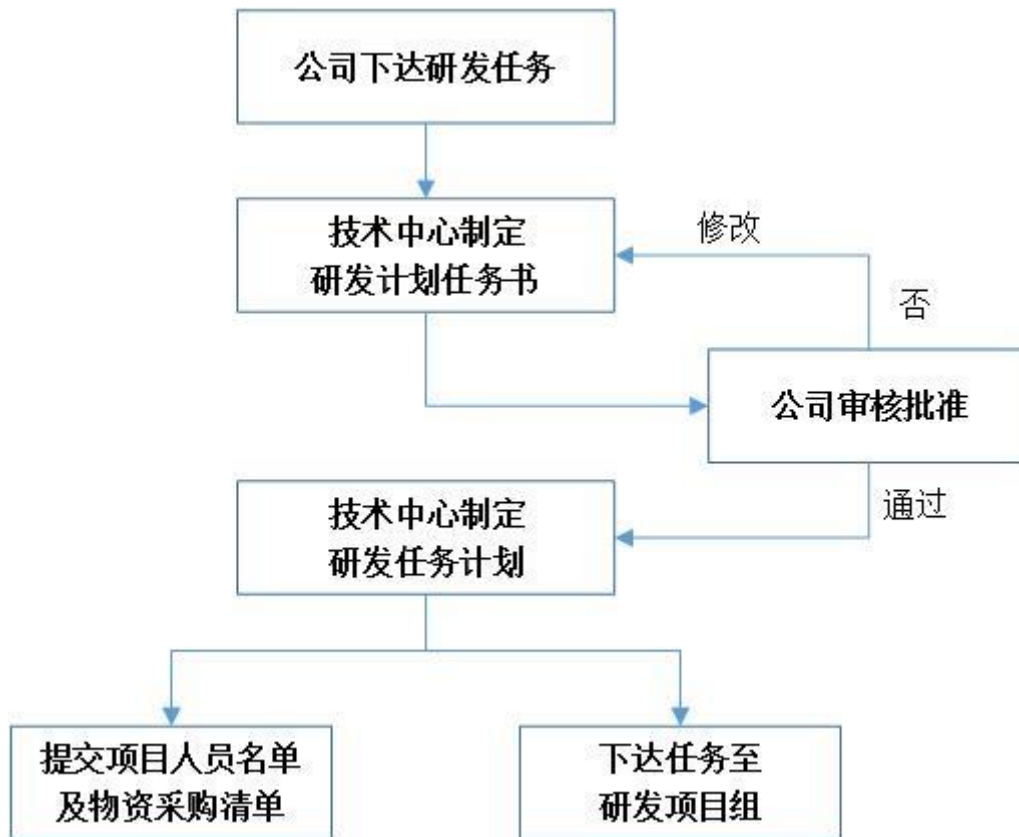 公司下达研发任务
技术中心制定
研发计划任务书
修改
否
公司审核批准
通过
技术中心制定
研发任务计划
提交项目人员名单
及物资采购清单
下达任务至
研发项目组